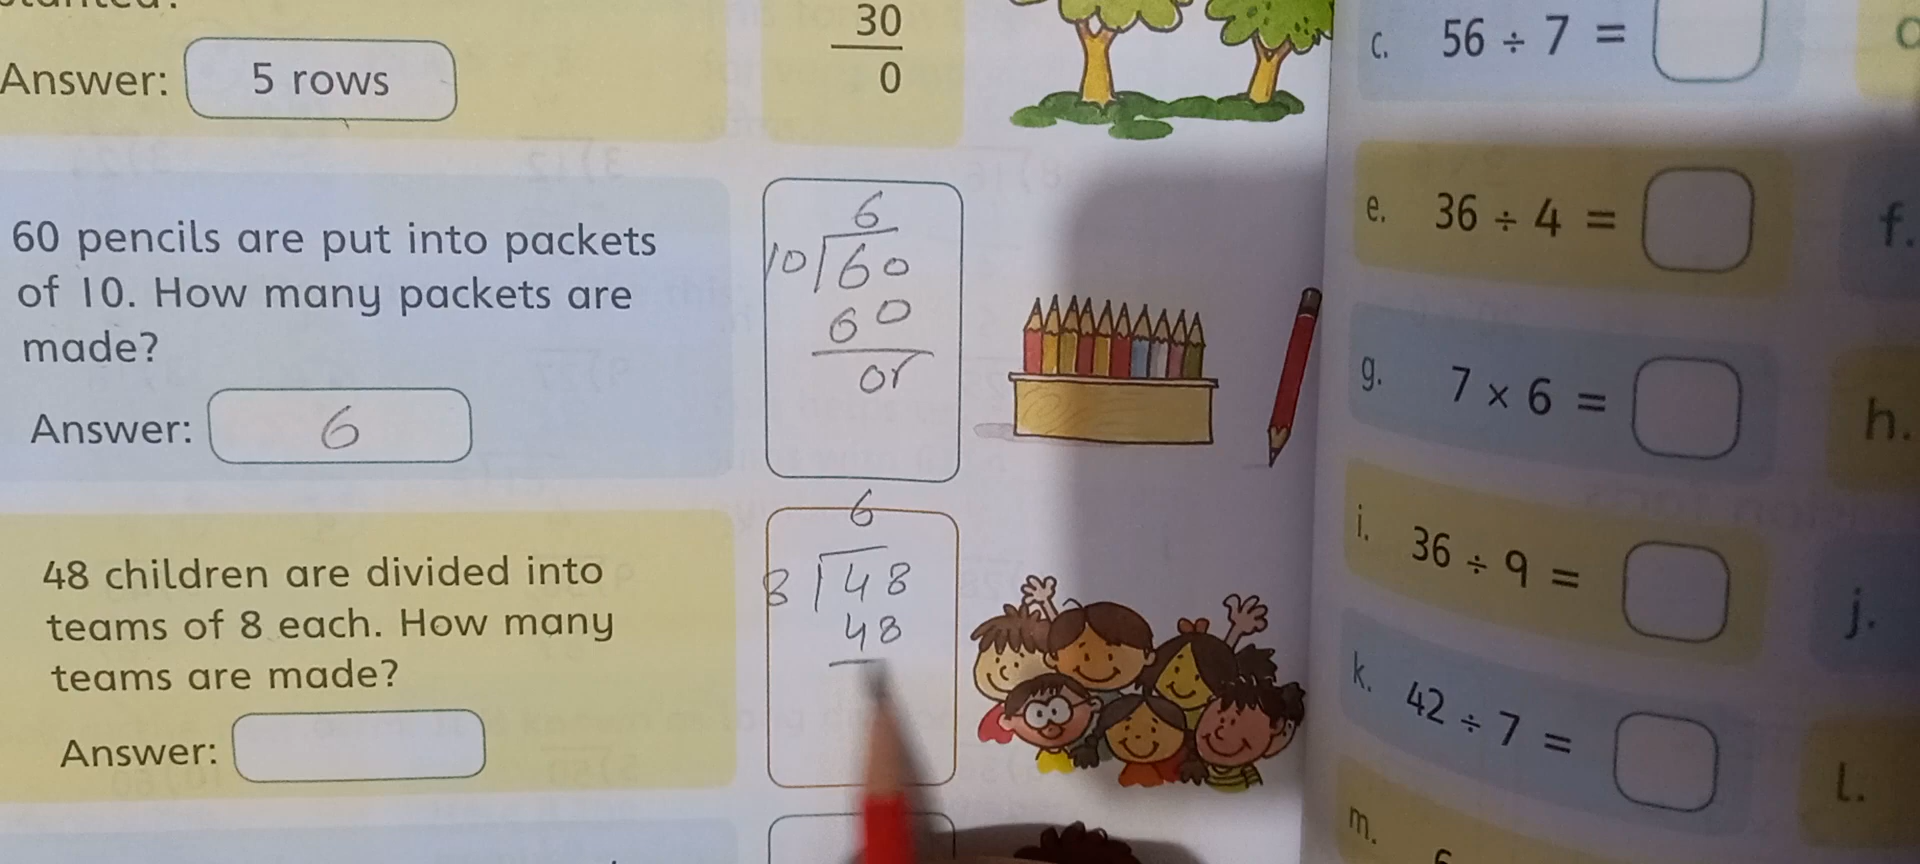 Answer: 5 rows
30
0
60 pencils are put into packets
of 10. How many packets are
made?
Answer: 6
6
10 60
60
or
48 children are divided into
teams of 8 each. How many
teams are made?
Answer:
6
8 48
48
c. 56 ÷ 7 =
e. 36 ÷ 4 =
f.
g. 7 × 6 =
h.
i. 36 ÷ 9 =
j.
k. 42 ÷ 7 =
l.
m.